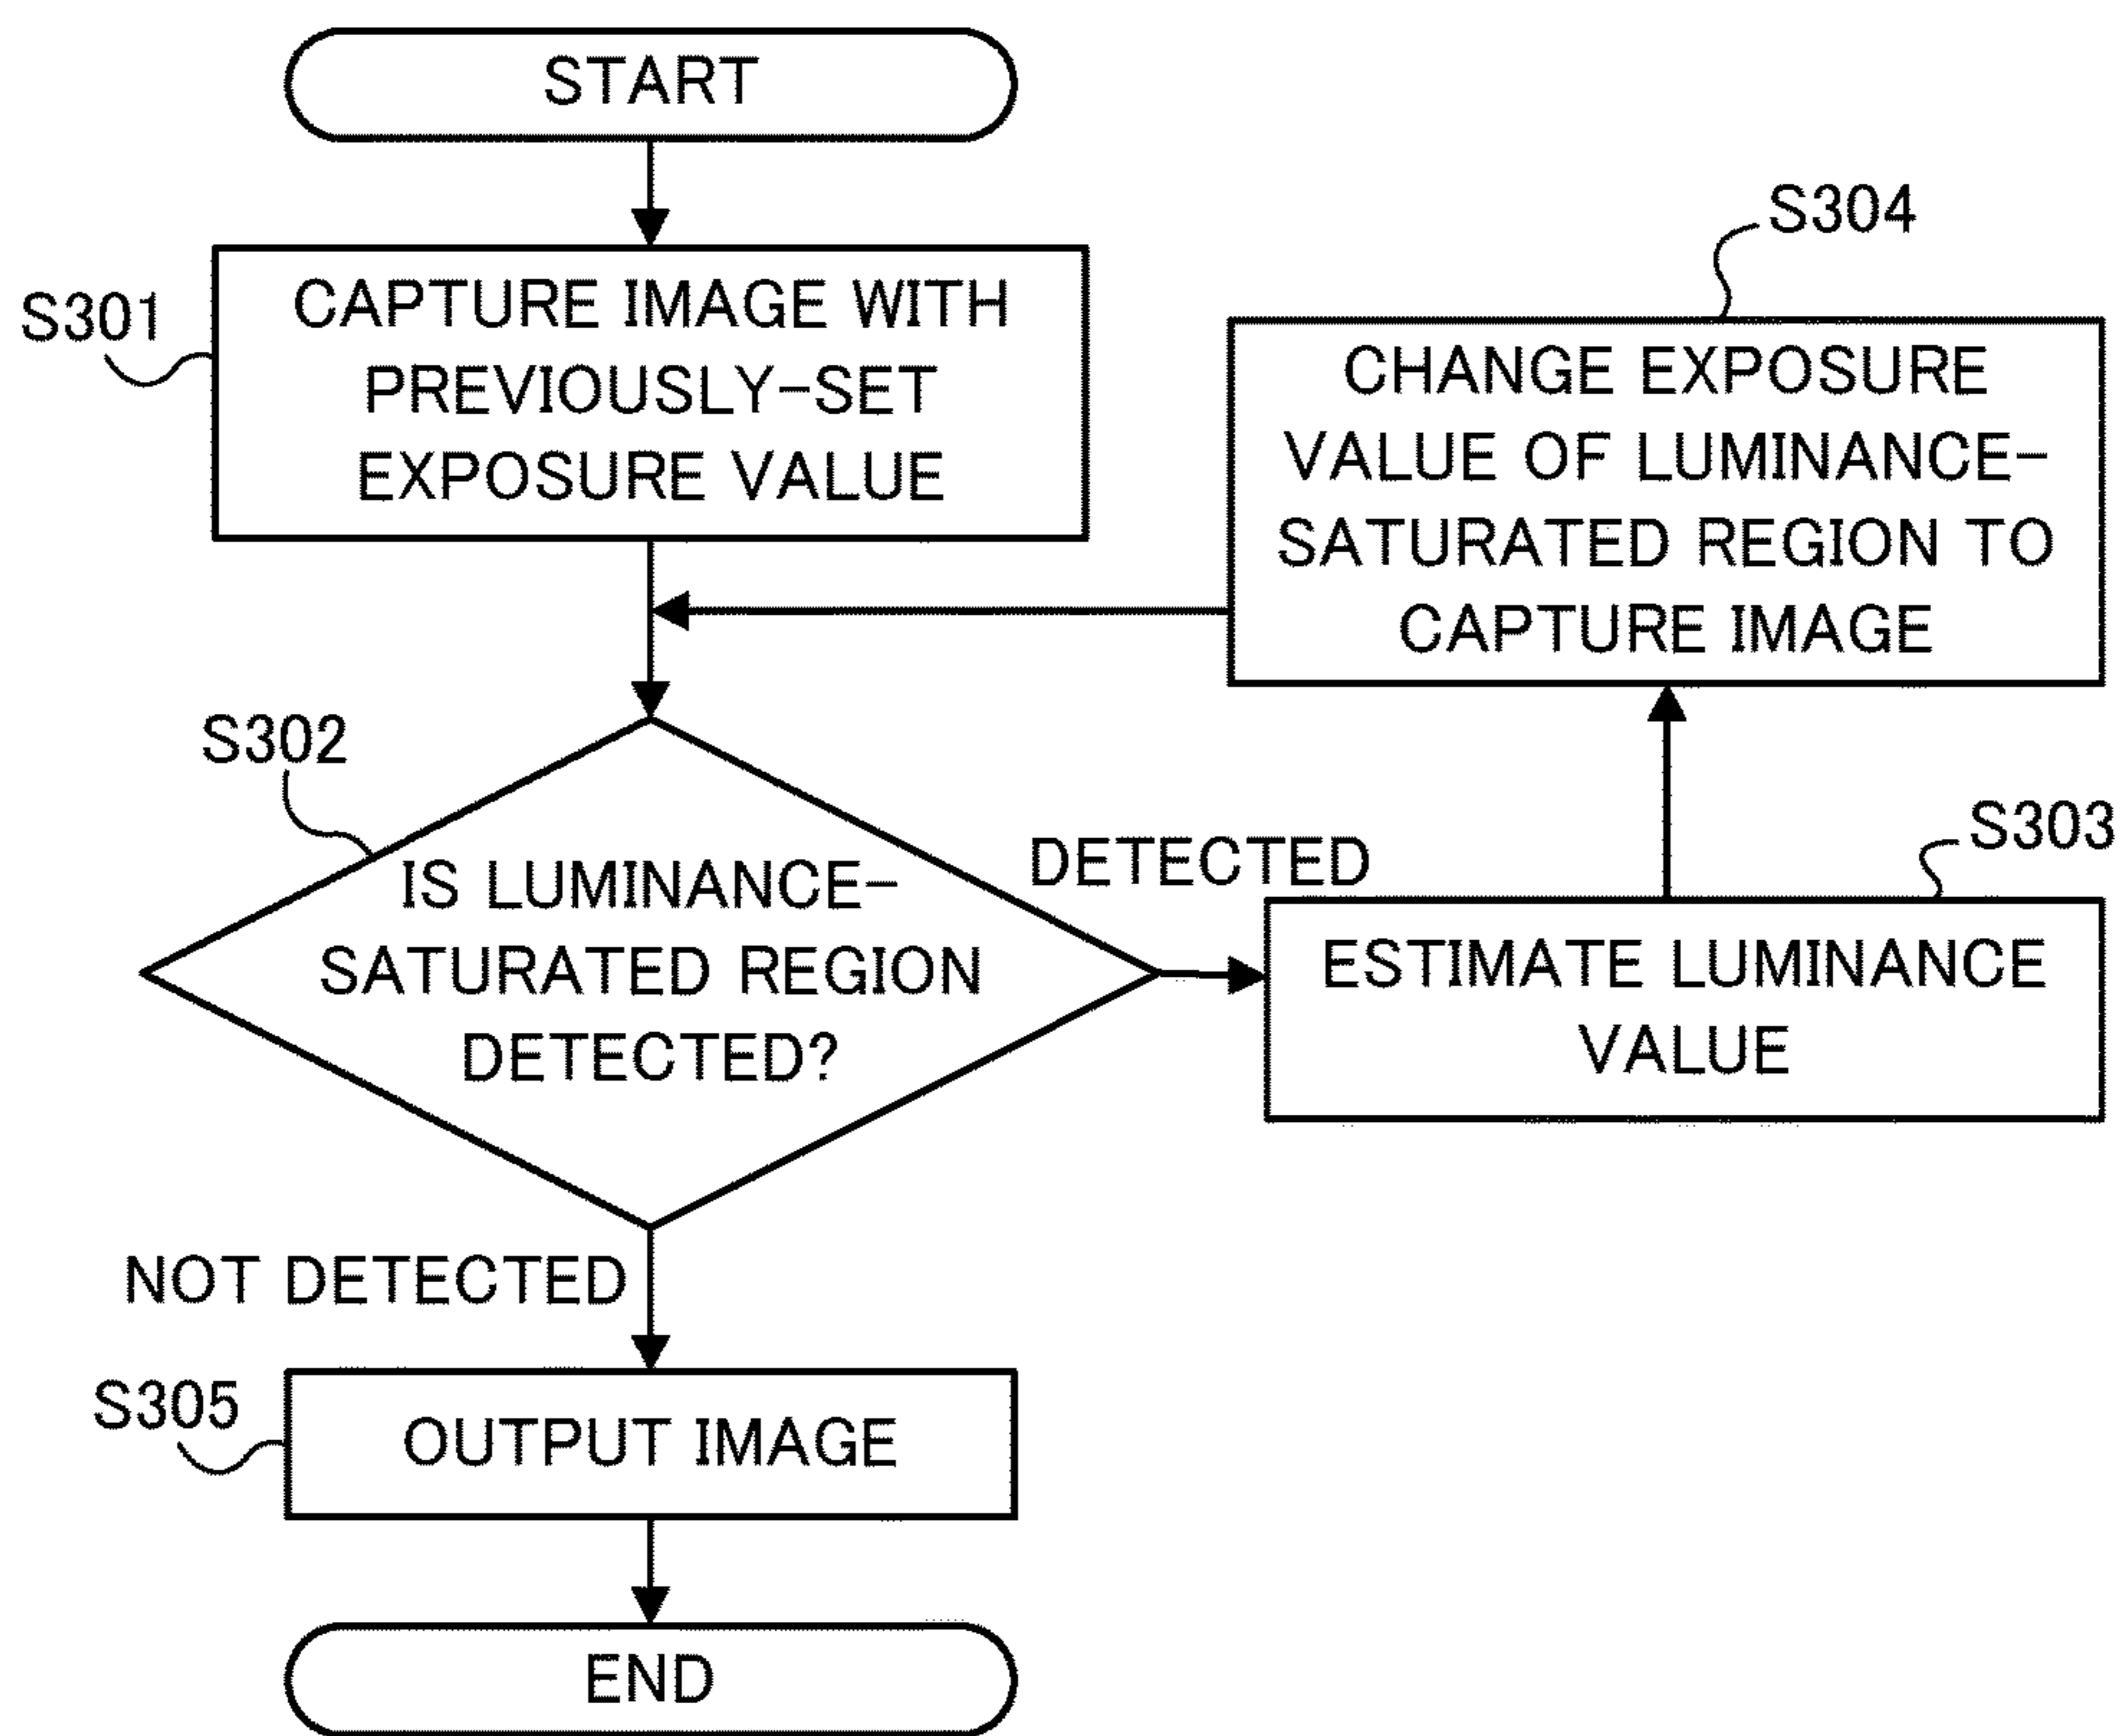 START
S301
CAPTURE IMAGE WITH
PREVIOUSLY-SET
EXPOSURE VALUE
S304
CHANGE EXPOSURE
VALUE OF LUMINANCE-
SATURATED REGION TO
CAPTURE IMAGE
S302
IS LUMINANCE-
SATURATED REGION
DETECTED?
DETECTED
S303
ESTIMATE LUMINANCE
VALUE
NOT DETECTED
S305
OUTPUT IMAGE
END